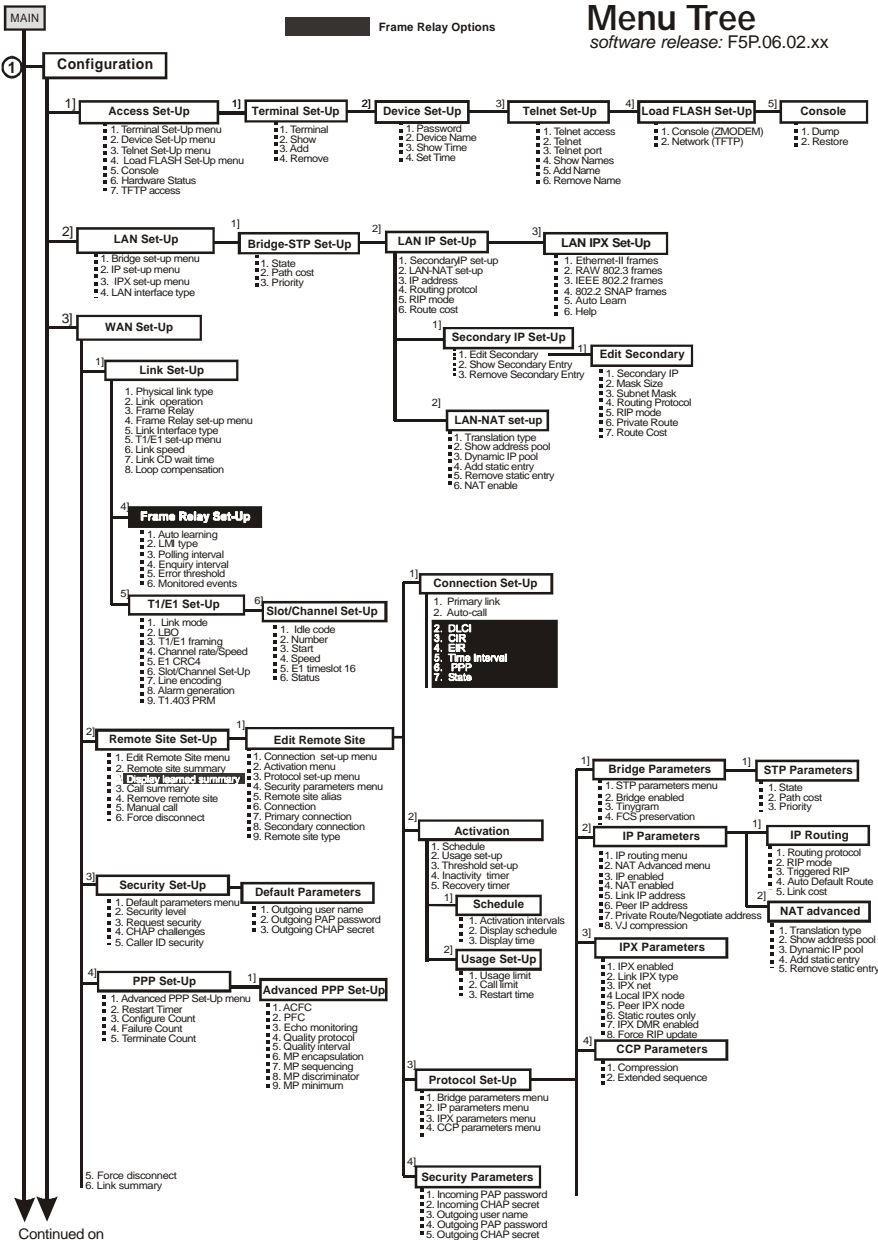 MAIN
Frame Relay Options
Menu Tree
software release: F5P.06.02.xx
1
Configuration
1]
Access Set-Up
1. Terminal Set-Up menu
2. Device Set-Up menu
3. Telnet Set-Up menu
4. Load FLASH Set-Up menu
5. Console
6. Hardware Status
7. TFTP access
1]
Terminal Set-Up
1. Terminal
2. Show
3. Add
4. Remove
2]
Device Set-Up
1. Password
2. Device Name
3. Show Time
4. Set Time
3]
Telnet Set-Up
1. Telnet access
2. Telnet
3. Telnet port
4. Show Names
5. Add Name
6. Remove Name
4]
Load FLASH Set-Up
1. Console (ZMODEM)
2. Network (TFTP)
5]
Console
1. Dump
2. Restore
2]
LAN Set-Up
1. Bridge set-up menu
2. IP set-up menu
3. IPX set-up menu
4. LAN interface type
1]
Bridge-STP Set-Up
1. State
2. Path cost
3. Priority
2]
LAN IP Set-Up
1. SecondaryIP set-up
2. LAN-NAT set-up
3. IP address
4. Routing protcol
5. RIP mode
6. Route cost
3]
LAN IPX Set-Up
1. Ethernet-II frames
2. RAW 802.3 frames
3. IEEE 802.2 frames
4. 802.2 SNAP frames
5. Auto Learn
6. Help
1]
Secondary IP Set-Up
1. Edit Secondary
2. Show Secondary Entry
3. Remove Secondary Entry
1]
Edit Secondary
1. Secondary IP
2. Mask Size
3. Subnet Mask
4. Routing Protocol
5. RIP mode
6. Private Route
7. Route Cost
2]
LAN-NAT set-up
1. Translation type
2. Show address pool
3. Dynamic IP pool
4. Add static entry
5. Remove static entry
6. NAT enable
3]
WAN Set-Up
1]
Link Set-Up
1. Physical link type
2. Link operation
3. Frame Relay
4. Frame Relay set-up menu
5. Link Interface type
5. T1/E1 set-up menu
6. Link speed
7. Link CD wait time
8. Loop compensation
4]
Frame Relay Set-Up
1. Auto learning
2. LMI type
3. Polling interval
4. Enquiry interval
5. Error threshold
6. Monitored events
5]
T1/E1 Set-Up
1. Link mode
2. LBO
3. T1/E1 framing
4. Channel rate/Speed
5. E1 CRC4
6. Slot/Channel Set-Up
7. Line encoding
8. Alarm generation
9. T1.403 PRM
6]
Slot/Channel Set-Up
1. Idle code
2. Number
3. Start
4. Speed
5. E1 timeslot 16
6. Status
2]
Remote Site Set-Up
1. Edit Remote Site menu
2. Remote site summary
Display learned summary
3. Call summary
4. Remove remote site
5. Manual call
6. Force disconnect
1]
Edit Remote Site
1. Connection set-up menu
2. Activation menu
3. Protocol set-up menu
4. Security parameters menu
5. Remote site alias
6. Connection
7. Primary connection
8. Secondary connection
9. Remote site type
1]
Connection Set-Up
1. Primary link
2. Auto-call
2. DLCI
3. CIR
4. EIR
5. Time Interval
6. PPP
7. State
2]
Activation
1. Schedule
2. Usage set-up
3. Threshold set-up
4. Inactivity timer
5. Recovery timer
1]
Schedule
1. Activation intervals
2. Display schedule
3. Display time
2]
Usage Set-Up
1. Usage limit
2. Call limit
3. Restart time
3]
Protocol Set-Up
1. Bridge parameters menu
2. IP parameters menu
3. IPX parameters menu
4. CCP parameters menu
4]
Security Parameters
1. Incoming PAP password
2. Incoming CHAP secret
3. Outgoing user name
4. Outgoing PAP password
5. Outgoing CHAP secret
1]
Bridge Parameters
1. STP parameters menu
2. Bridge enabled
3. Tinygram
4. FCS preservation
1]
STP Parameters
1. State
2. Path cost
3. Priority
2]
IP Parameters
1. IP routing menu
2. NAT Advanced menu
3. IP enabled
4. NAT enabled
5. Link IP address
6. Peer IP address
7. Private Route/Negotiate address
8. VJ compression
1]
IP Routing
1. Routing protocol
2. RIP mode
3. Triggered RIP
4. Auto Default Route
5. Link cost
2]
NAT advanced
1. Translation type
2. Show address pool
3. Dynamic IP pool
4. Add static entry
5. Remove static entry
3]
IPX Parameters
1. IPX enabled
2. Link IPX type
3. IPX net
4 Local IPX node
5. Peer IPX node
6. Static routes only
7. IPX DMR enabled
8. Force RIP update
4]
CCP Parameters
1. Compression
2. Extended sequence
3]
Security Set-Up
1. Default parameters menu
2. Security level
3. Request security
4. CHAP challenges
5. Caller ID security
Default Parameters
1. Outgoing user name
2. Outgoing PAP password
3. Outgoing CHAP secret
4]
PPP Set-Up
1. Advanced PPP Set-Up menu
2. Restart Timer
3. Configure Count
4. Failure Count
5. Terminate Count
1]
Advanced PPP Set-Up
1. ACFC
2. PFC
3. Echo monitoring
4. Quality protocol
5. Quality interval
6. MP encapsulation
7. MP sequencing
8. MP discriminator
9. MP minimum
5. Force disconnect
6. Link summary
Continued on